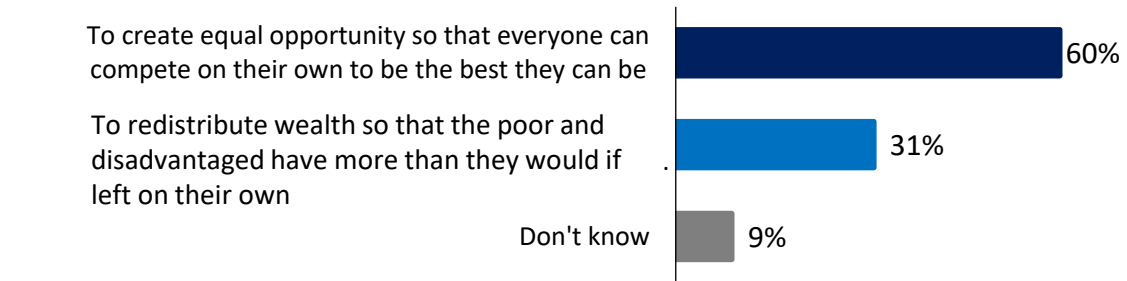 To create equal opportunity so that everyone can
compete on their own to be the best they can be
60%
To redistribute wealth so that the poor and
disadvantaged have more than they would if
left on their own
.
31%
Don't know
9%